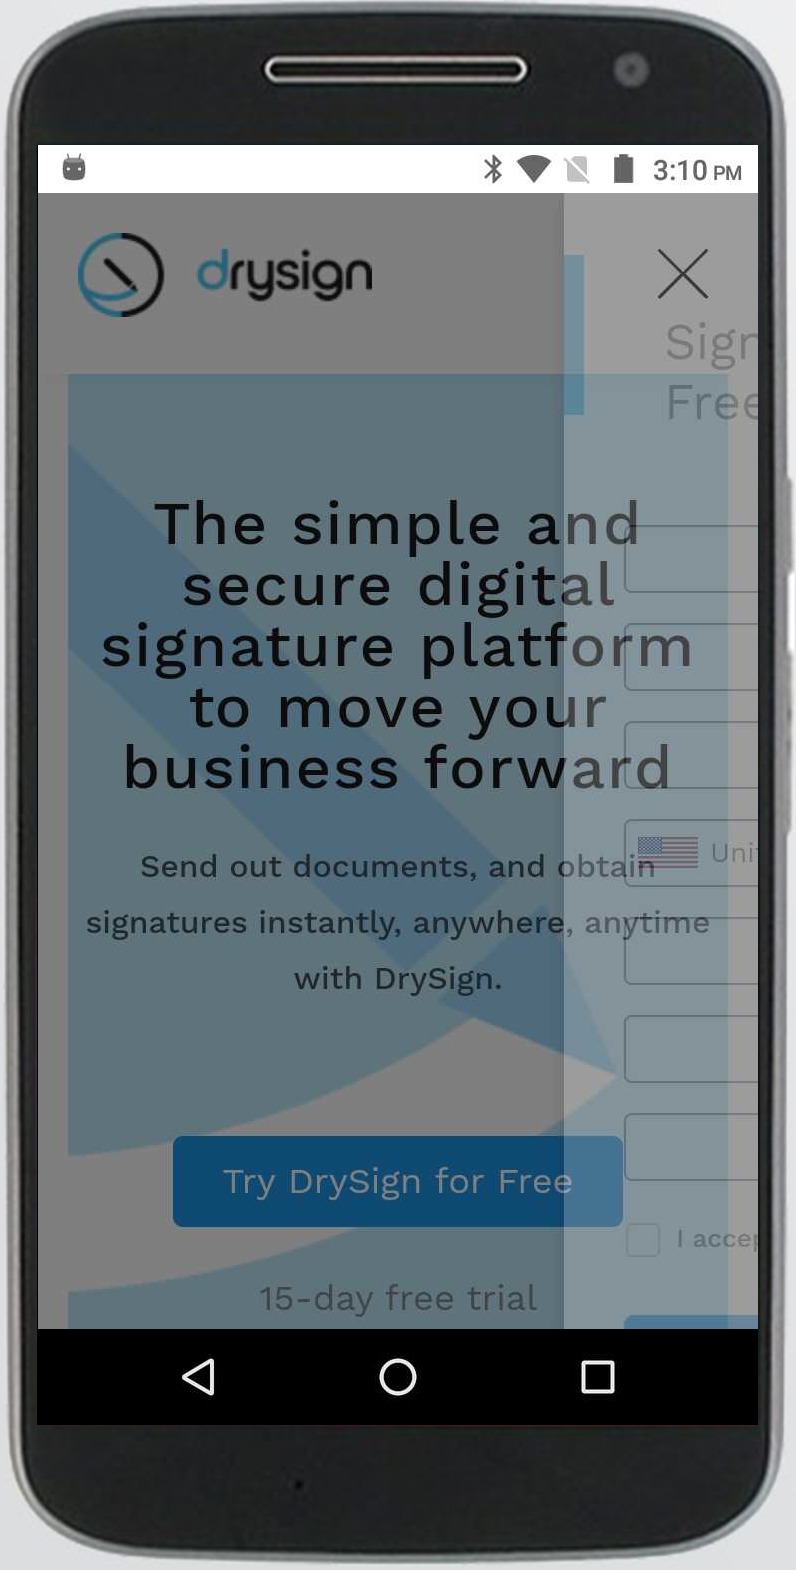 3:10 PM
drysign
Sign
Free
The simple and
secure digital
signature platform
to move your
business forward
Uni
Send out documents, and obtain
signatures instantly, anywhere, anytime
with DrySign.
Try DrySign for Free
I accep
15-day free trial